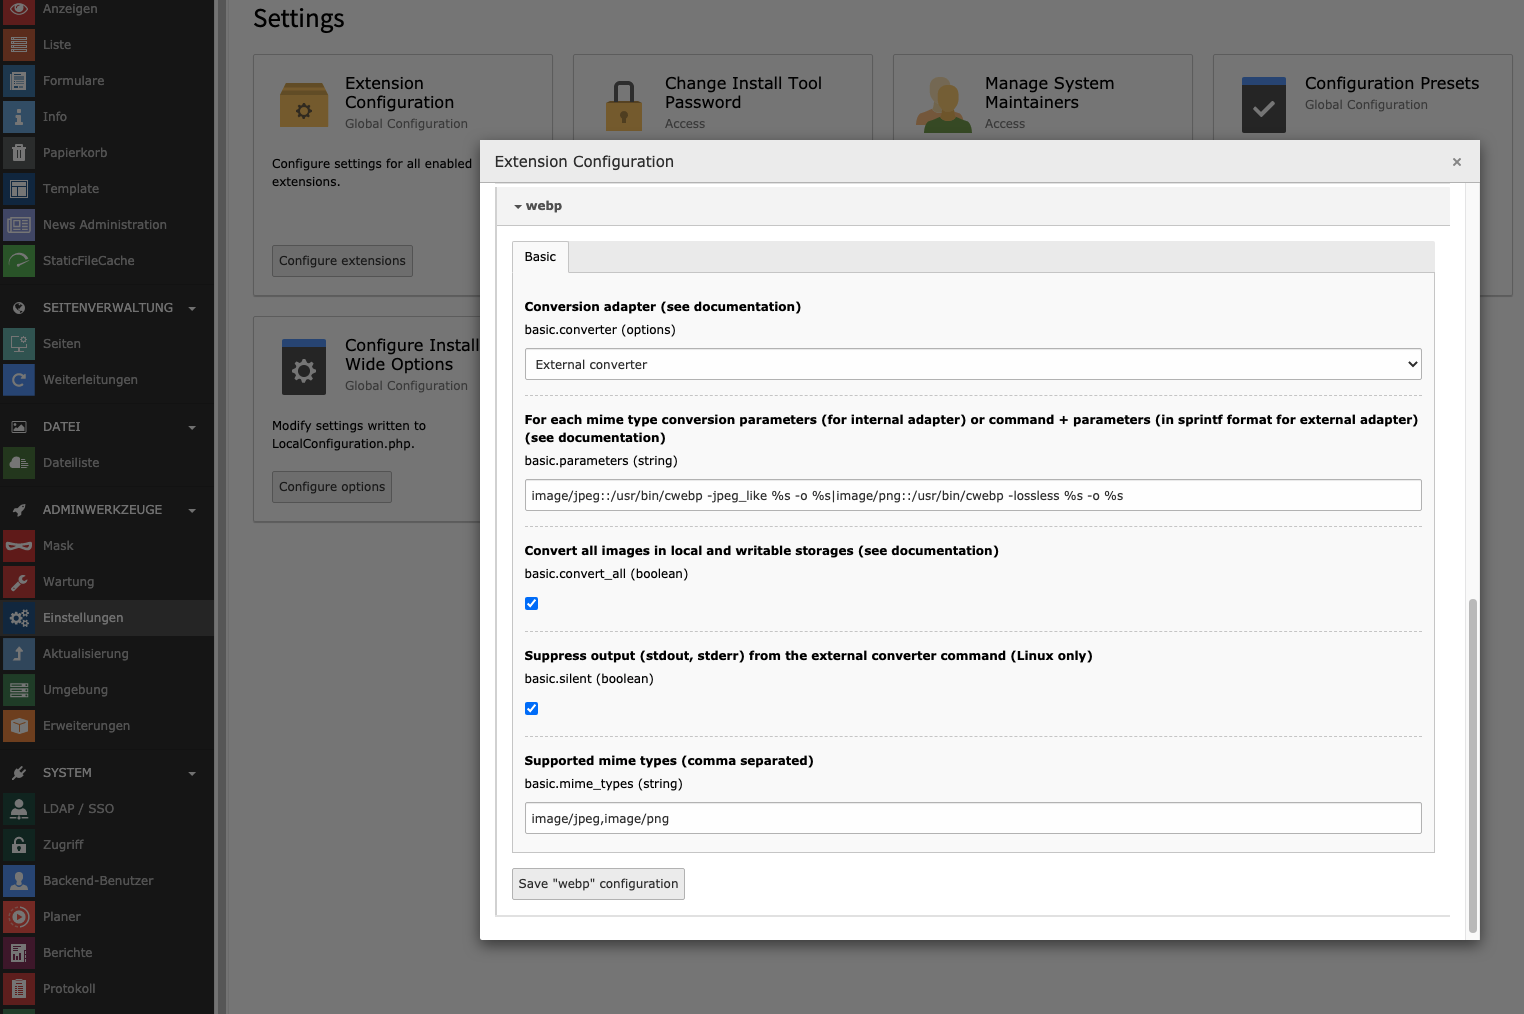 Anzeigen
Liste
Formulare
Info
Papierkorb
Template
News Administration
StaticFileCache
SEITENVERWALTUNG
Seiten
Weiterleitungen
DATEI
Dateiliste
ADMINWERKZEUGE
Mask
Wartung
Einstellungen
Aktualisierung
Umgebung
Erweiterungen
SYSTEM
LDAP / SSO
Zugriff
Backend-Benutzer
Planer
Berichte
Protokoll
Settings
Extension
Configuration
Global Configuration
Configure settings for all enabled
extensions.
Configure extensions
Change Install Tool
Password
Access
Manage System
Maintainers
Access
Configuration Presets
Global Configuration
Configure Install
Wide Options
Global Configuration
Modify settings written to
LocalConfiguration.php.
Configure options
Extension Configuration
×
webp
Basic
Conversion adapter (see documentation)
basic.converter (options)
External converter
For each mime type conversion parameters (for internal adapter) or command + parameters (in sprintf format for external adapter)
(see documentation)
basic.parameters (string)
image/jpeg::/usr/bin/cwebp -jpeg_like %s -o %s|image/png::/usr/bin/cwebp -lossless %s -o %s
Convert all images in local and writable storages (see documentation)
basic.convert_all (boolean)
Suppress output (stdout, stderr) from the external converter command (Linux only)
basic.silent (boolean)
Supported mime types (comma separated)
basic.mime_types (string)
image/jpeg,image/png
Save "webp" configuration